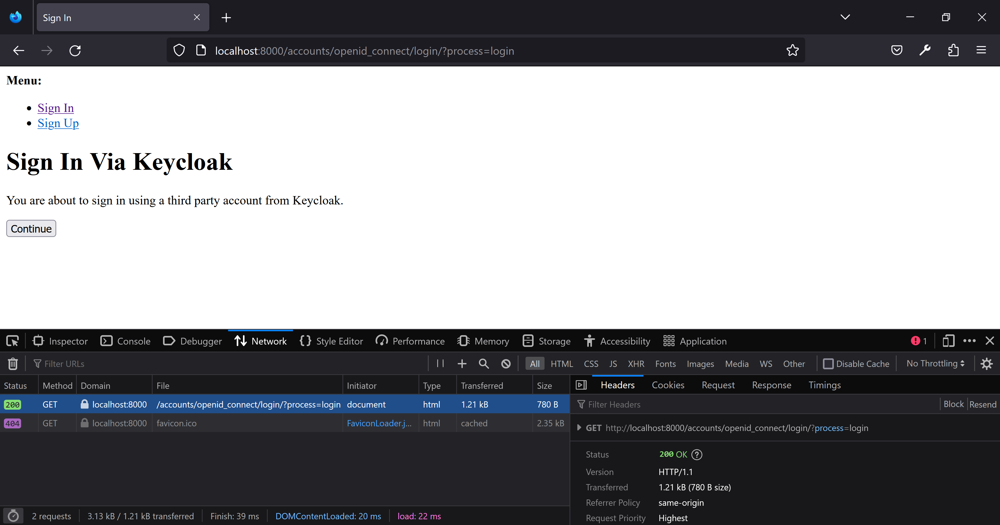 Sign In
localhost:8000/accounts/openid_connect/login/?process=login
Menu:
Sign In
Sign Up
Sign In Via Keycloak
You are about to sign in using a third party account from Keycloak.
Continue
Inspector Console Debugger Network Style Editor Performance Memory Storage Accessibility Application 1
Filter URLs All HTML CSS JS XHR Fonts Images Media WS Other Disable Cache No Throttling
Status Method Domain File Initiator Type Transferred Size
200 GET localhost:8000 /accounts/openid_connect/login/?process=login document html 1.21 kB 780 B
404 GET localhost:8000 favicon.ico FaviconLoader.j... html cached 2.35 kB
2 requests 3.13 kB / 1.21 kB transferred Finish: 39 ms DOMContentLoaded: 20 ms load: 22 ms
Headers Cookies Request Response Timings
Filter Headers Block Resend
GET http://localhost:8000/accounts/openid_connect/login/?process=login
Status 200 OK ?
Version HTTP/1.1
Transferred 1.21 kB (780 B size)
Referrer Policy same-origin
Request Priority Highest